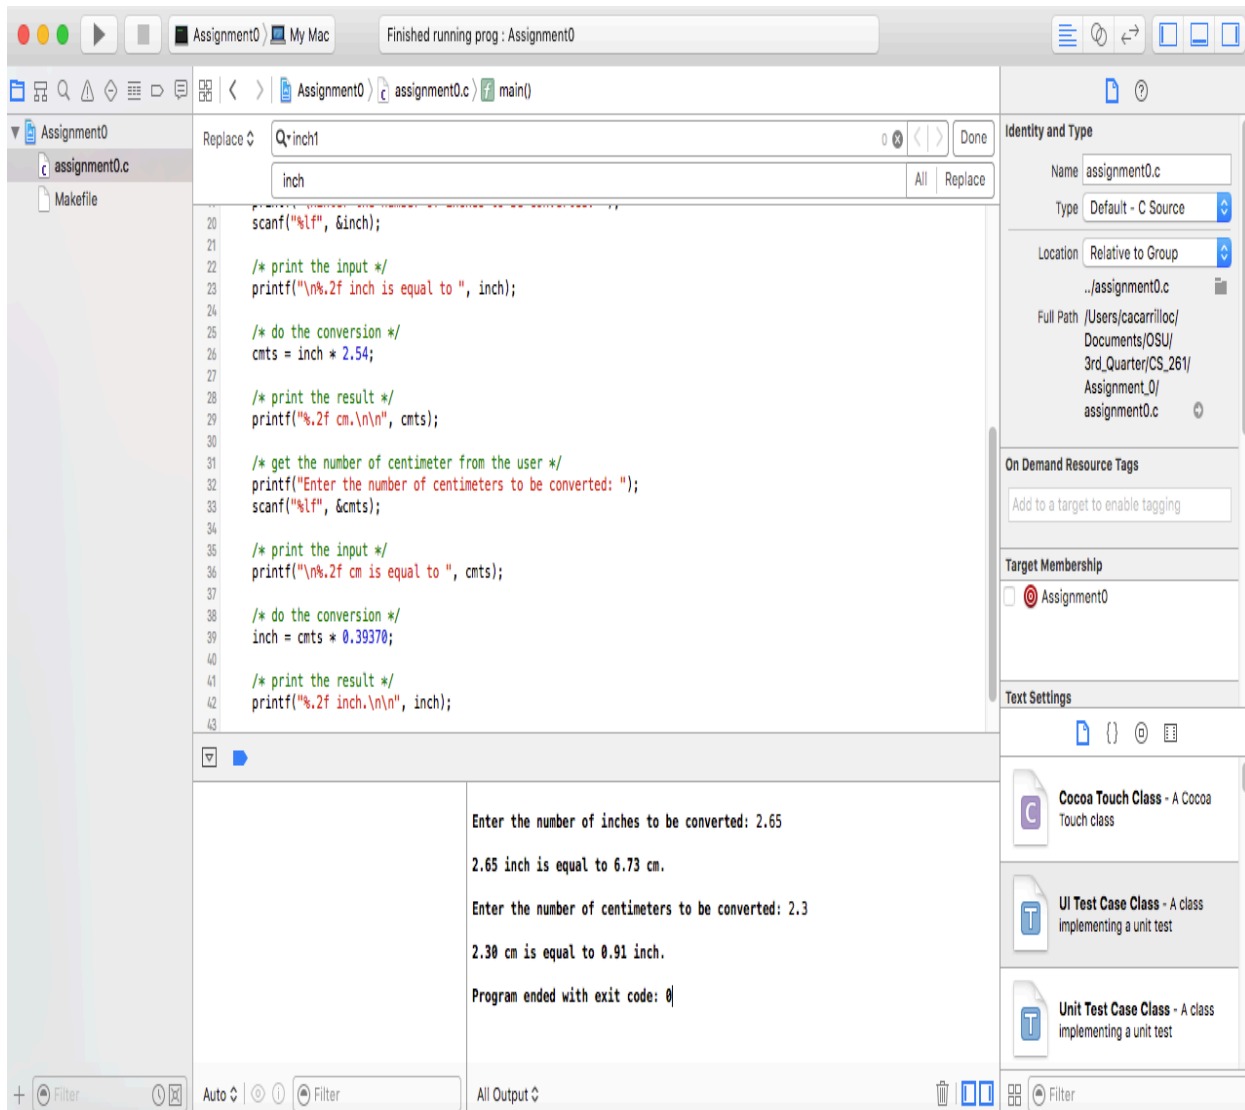 Assignment0 〉 My Mac
Finished running prog : Assignment0
Assignment0 〉 assignment0.c 〉 f main()
Assignment0
c assignment0.c
Makefile
Replace
inch1
0
Done
inch
All Replace
20 scanf("%lf", &inch);
21
22 /* print the input */
23 printf("\n%.2f inch is equal to ", inch);
24
25 /* do the conversion */
26 cmts = inch * 2.54;
27
28 /* print the result */
29 printf("%.2f cm.\n\n", cmts);
30
31 /* get the number of centimeter from the user */
32 printf("Enter the number of centimeters to be converted: ");
33 scanf("%lf", &cmts);
34
35 /* print the input */
36 printf("\n%.2f cm is equal to ", cmts);
37
38 /* do the conversion */
39 inch = cmts * 0.39370;
40
41 /* print the result */
42 printf("%.2f inch.\n\n", inch);
43
Enter the number of inches to be converted: 2.65
2.65 inch is equal to 6.73 cm.
Enter the number of centimeters to be converted: 2.3
2.30 cm is equal to 0.91 inch.
Program ended with exit code: 0
Filter
Auto
Filter
All Output
Identity and Type
Name assignment0.c
Type Default - C Source
Location Relative to Group
../assignment0.c
Full Path /Users/cacarrilloc/
Documents/OSU/
3rd_Quarter/CS_261/
Assignment_0/
assignment0.c
On Demand Resource Tags
Add to a target to enable tagging
Target Membership
Assignment0
Text Settings
C
Cocoa Touch Class - A Cocoa
Touch class
T
UI Test Case Class - A class
implementing a unit test
T
Unit Test Case Class - A class
implementing a unit test
Filter